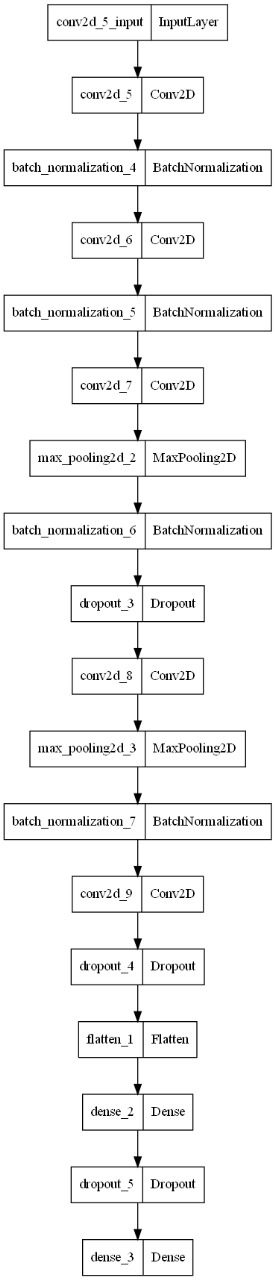 conv2d_5_input InputLayer
conv2d_5 Conv2D
batch_normalization_4 BatchNormalization
conv2d_6 Conv2D
batch_normalization_5 BatchNormalization
conv2d_7 Conv2D
max_pooling2d_2 MaxPooling2D
batch_normalization_6 BatchNormalization
dropout_3 Dropout
conv2d_8 Conv2D
max_pooling2d_3 MaxPooling2D
batch_normalization_7 BatchNormalization
conv2d_9 Conv2D
dropout_4 Dropout
flatten_1 Flatten
dense_2 Dense
dropout_5 Dropout
dense_3 Dense